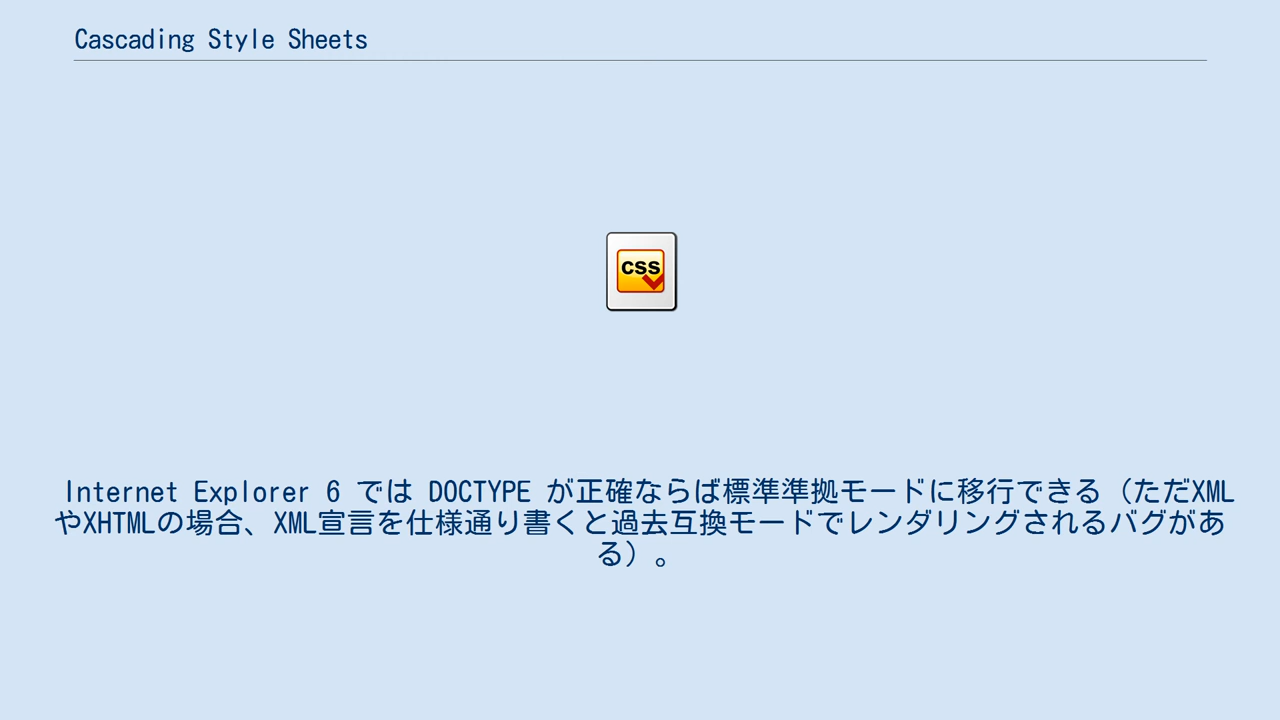 Cascading Style Sheets
CSS
Internet Explorer 6 では DOCTYPE が正確ならば標準準拠モードに移行できる（ただXML
やXHTMLの場合、XML宣言を仕様通り書くと過去互換モードでレンダリングされるバグがあ
る）。